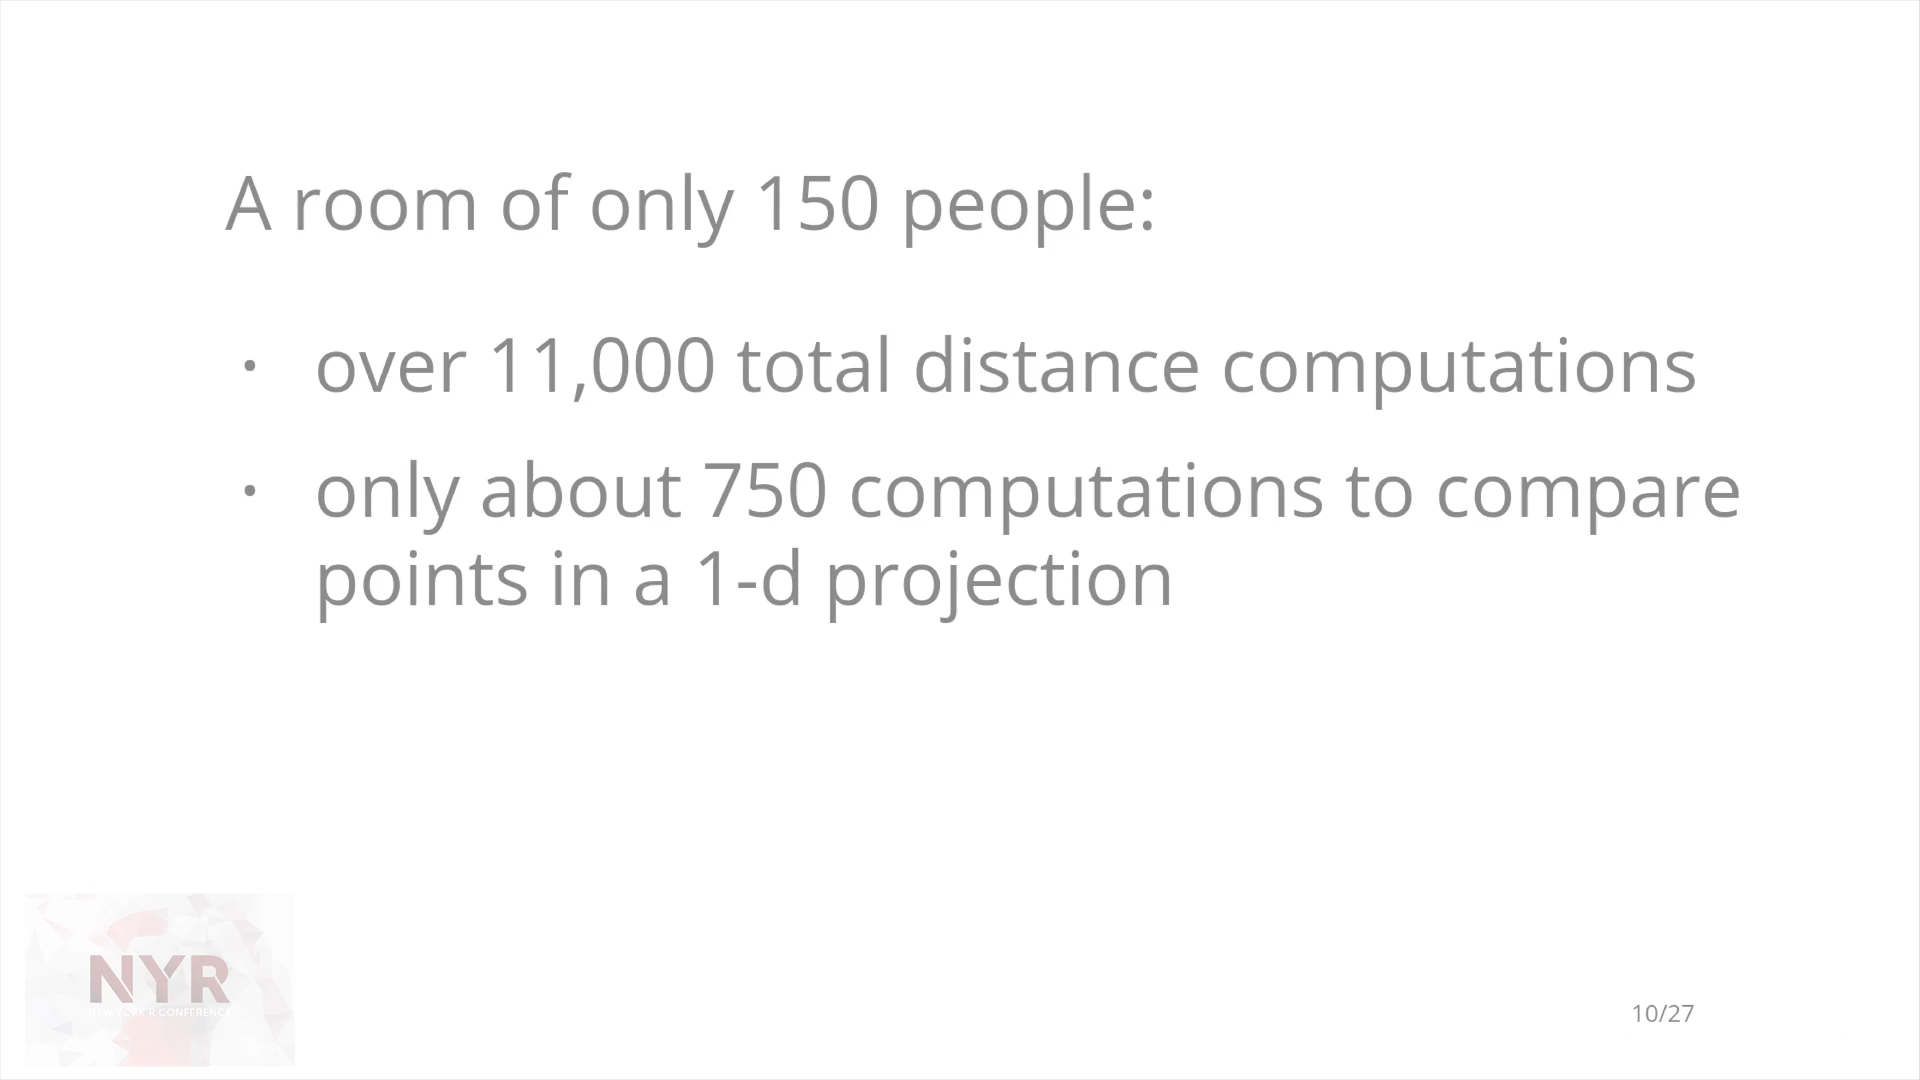 A room of only 150 people:
· over 11,000 total distance computations
· only about 750 computations to compare
points in a 1-d projection
NYR
NEW YORK R CONFERENCE
10/27